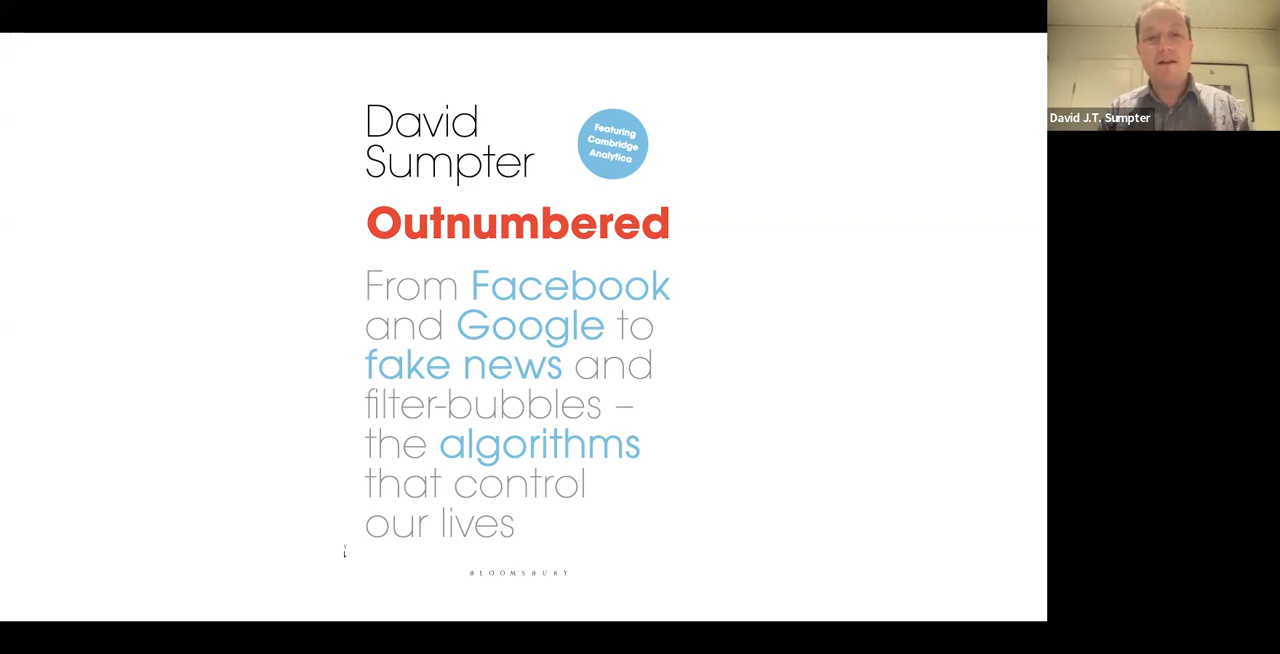 David
Sumpter
Featuring
Cambridge
Analytica
Outnumbered
From Facebook
and Google to
fake news and
filter-bubbles –
the algorithms
that control
our lives
BLOOMSBURY
David J.T. Sumpter